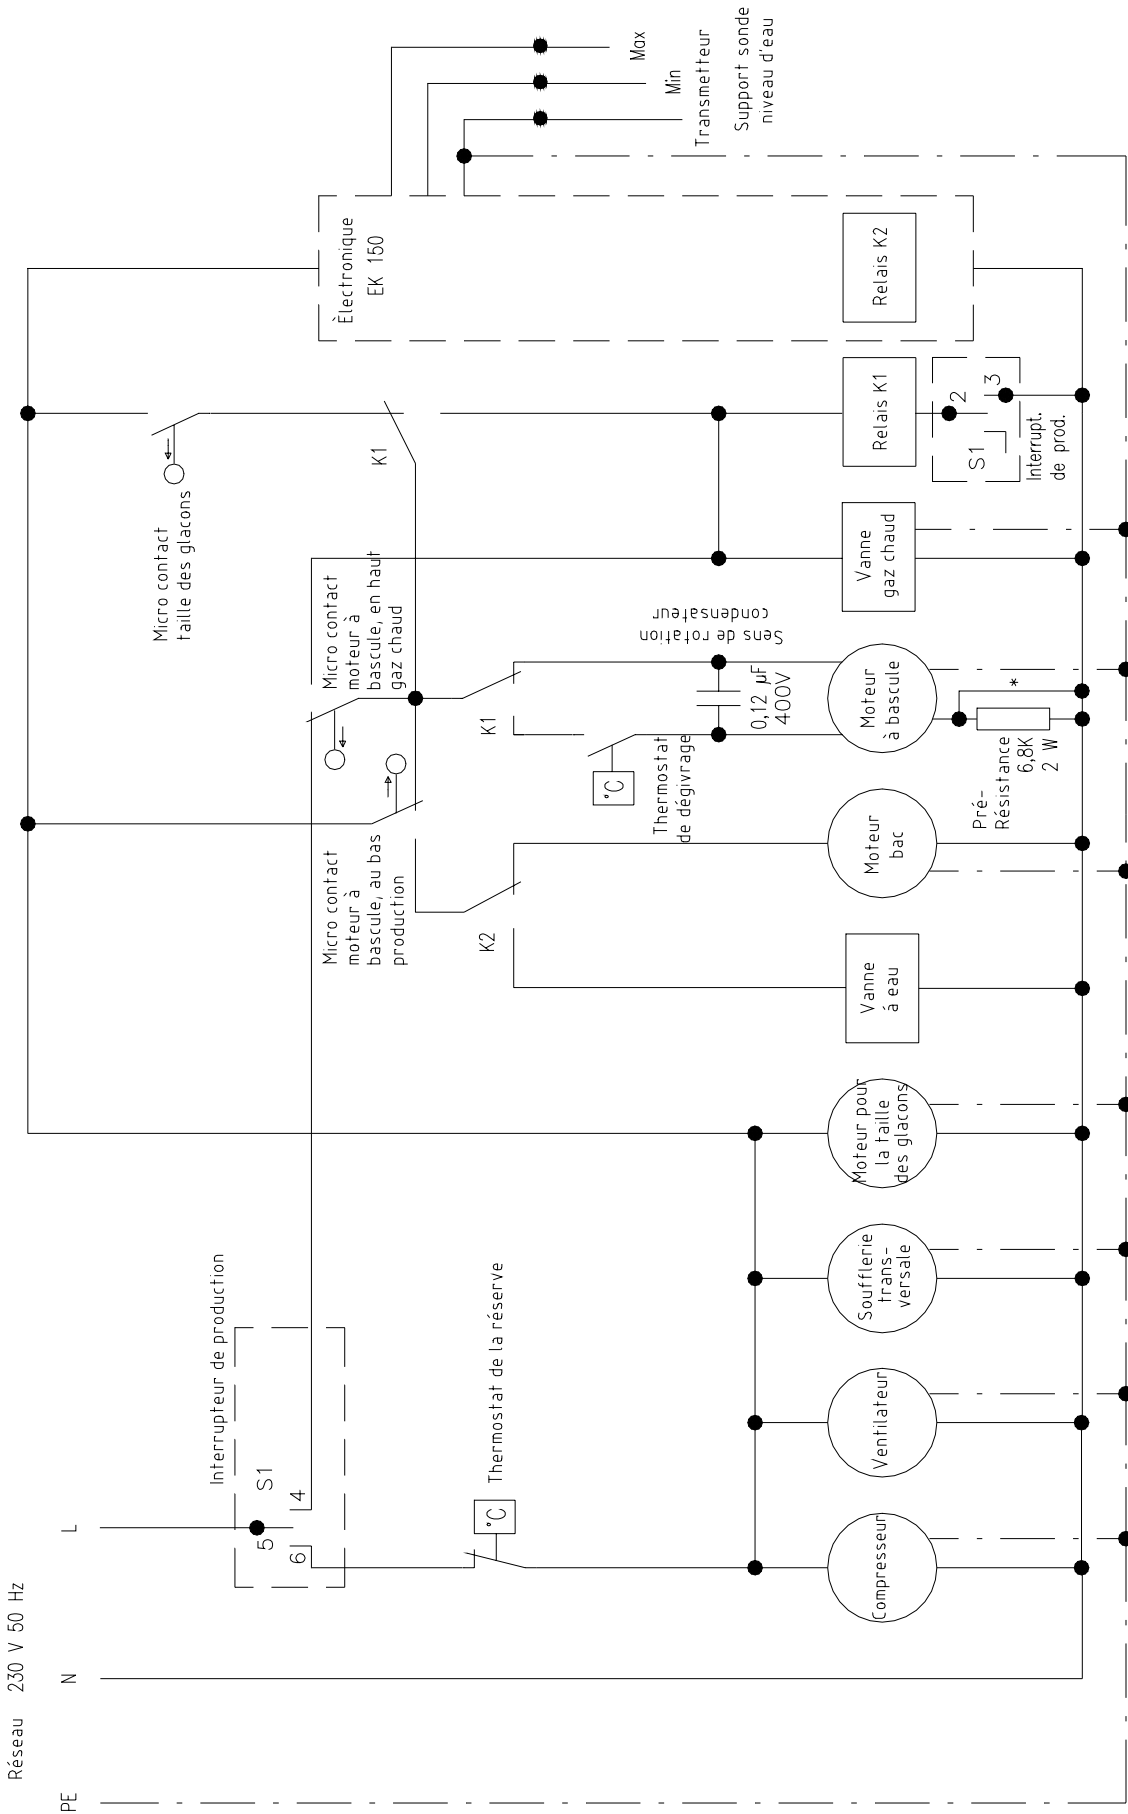 Réseau 230 V 50 Hz
PE
N
L
Interrupteur de production
S1
5
4
6
°C
Thermostat de la réserve
Compresseur
Ventilateur
Soufflerie
trans-
versale
Moteur pour
la taille
des glacons
Vanne
á eau
Moteur
bac
Moteur
à bascule
Vanne
gaz chaud
Relais K1
Relais K2
Micro contact
moteur à
bascule, au bas
production
K2
Micro contact
moteur à
bascule, en haut
gaz chaud
K1
°C
Thermostat
de dégivrage
0,12 µF
400V
Sens de rotation
condensateur
Pré-
Résistance
6,8K
2 W
*
Micro contact
taille des glacons
K1
S1
2
3
Interrupt.
de prod.
Èlectronique
EK 150
Max
Min
Transmetteur
Support sonde
niveau d'eau